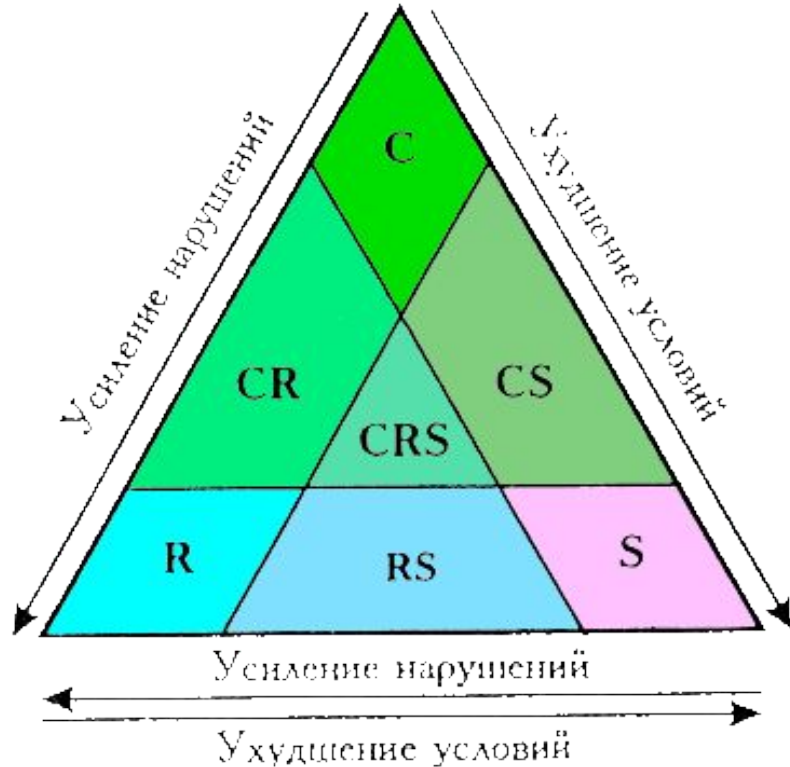 C
Усиление нарушений
Ухудшение условий
CR
CS
CRS
R
RS
S
Усиление нарушений
Ухудшение условий